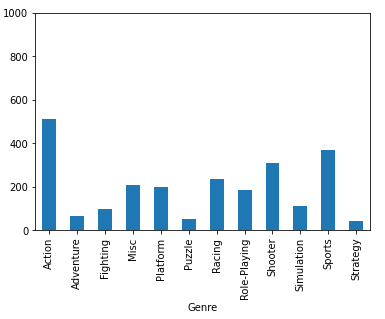 1000
800
600
400
200
0
Action
Adventure
Fighting
Misc
Platform
Puzzle
Racing
Role-Playing
Shooter
Simulation
Sports
Strategy
Genre